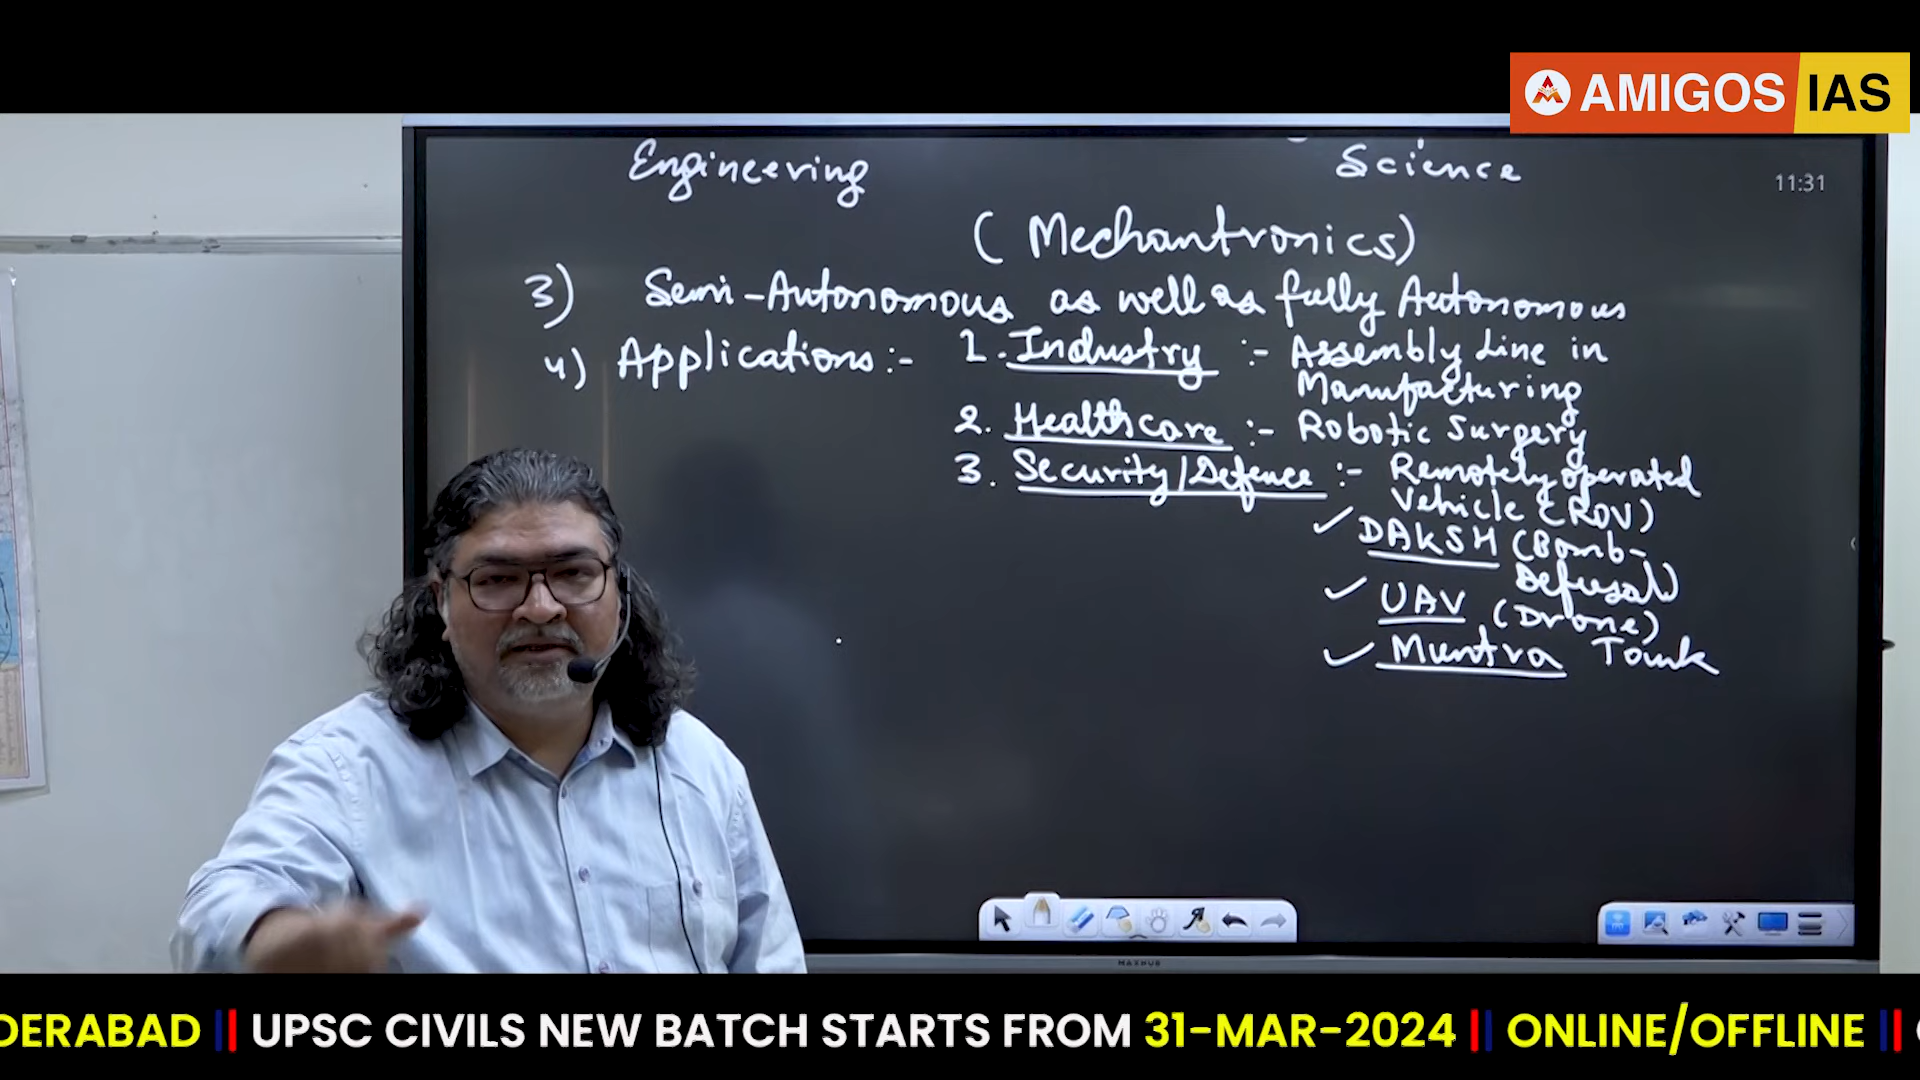 AMIGOS IAS
Engineering Science
11:31
(Mechantronics)
3) Semi-Autonomous as well as fully Autonomous
4) Applications :- 1. Industry :- Assembly Line in
Manufacturing
2. Healthcare :- Robotic Surgery
3. Security/Defence :- Remotely operated
Vehicle (ROV)
✓ DAKSH (Bomb-
Defusal)
✓ UAV (Drone)
✓ Muntra Tank
MAXHUB
DERABAD || UPSC CIVILS NEW BATCH STARTS FROM 31-MAR-2024 || ONLINE/OFFLINE ||